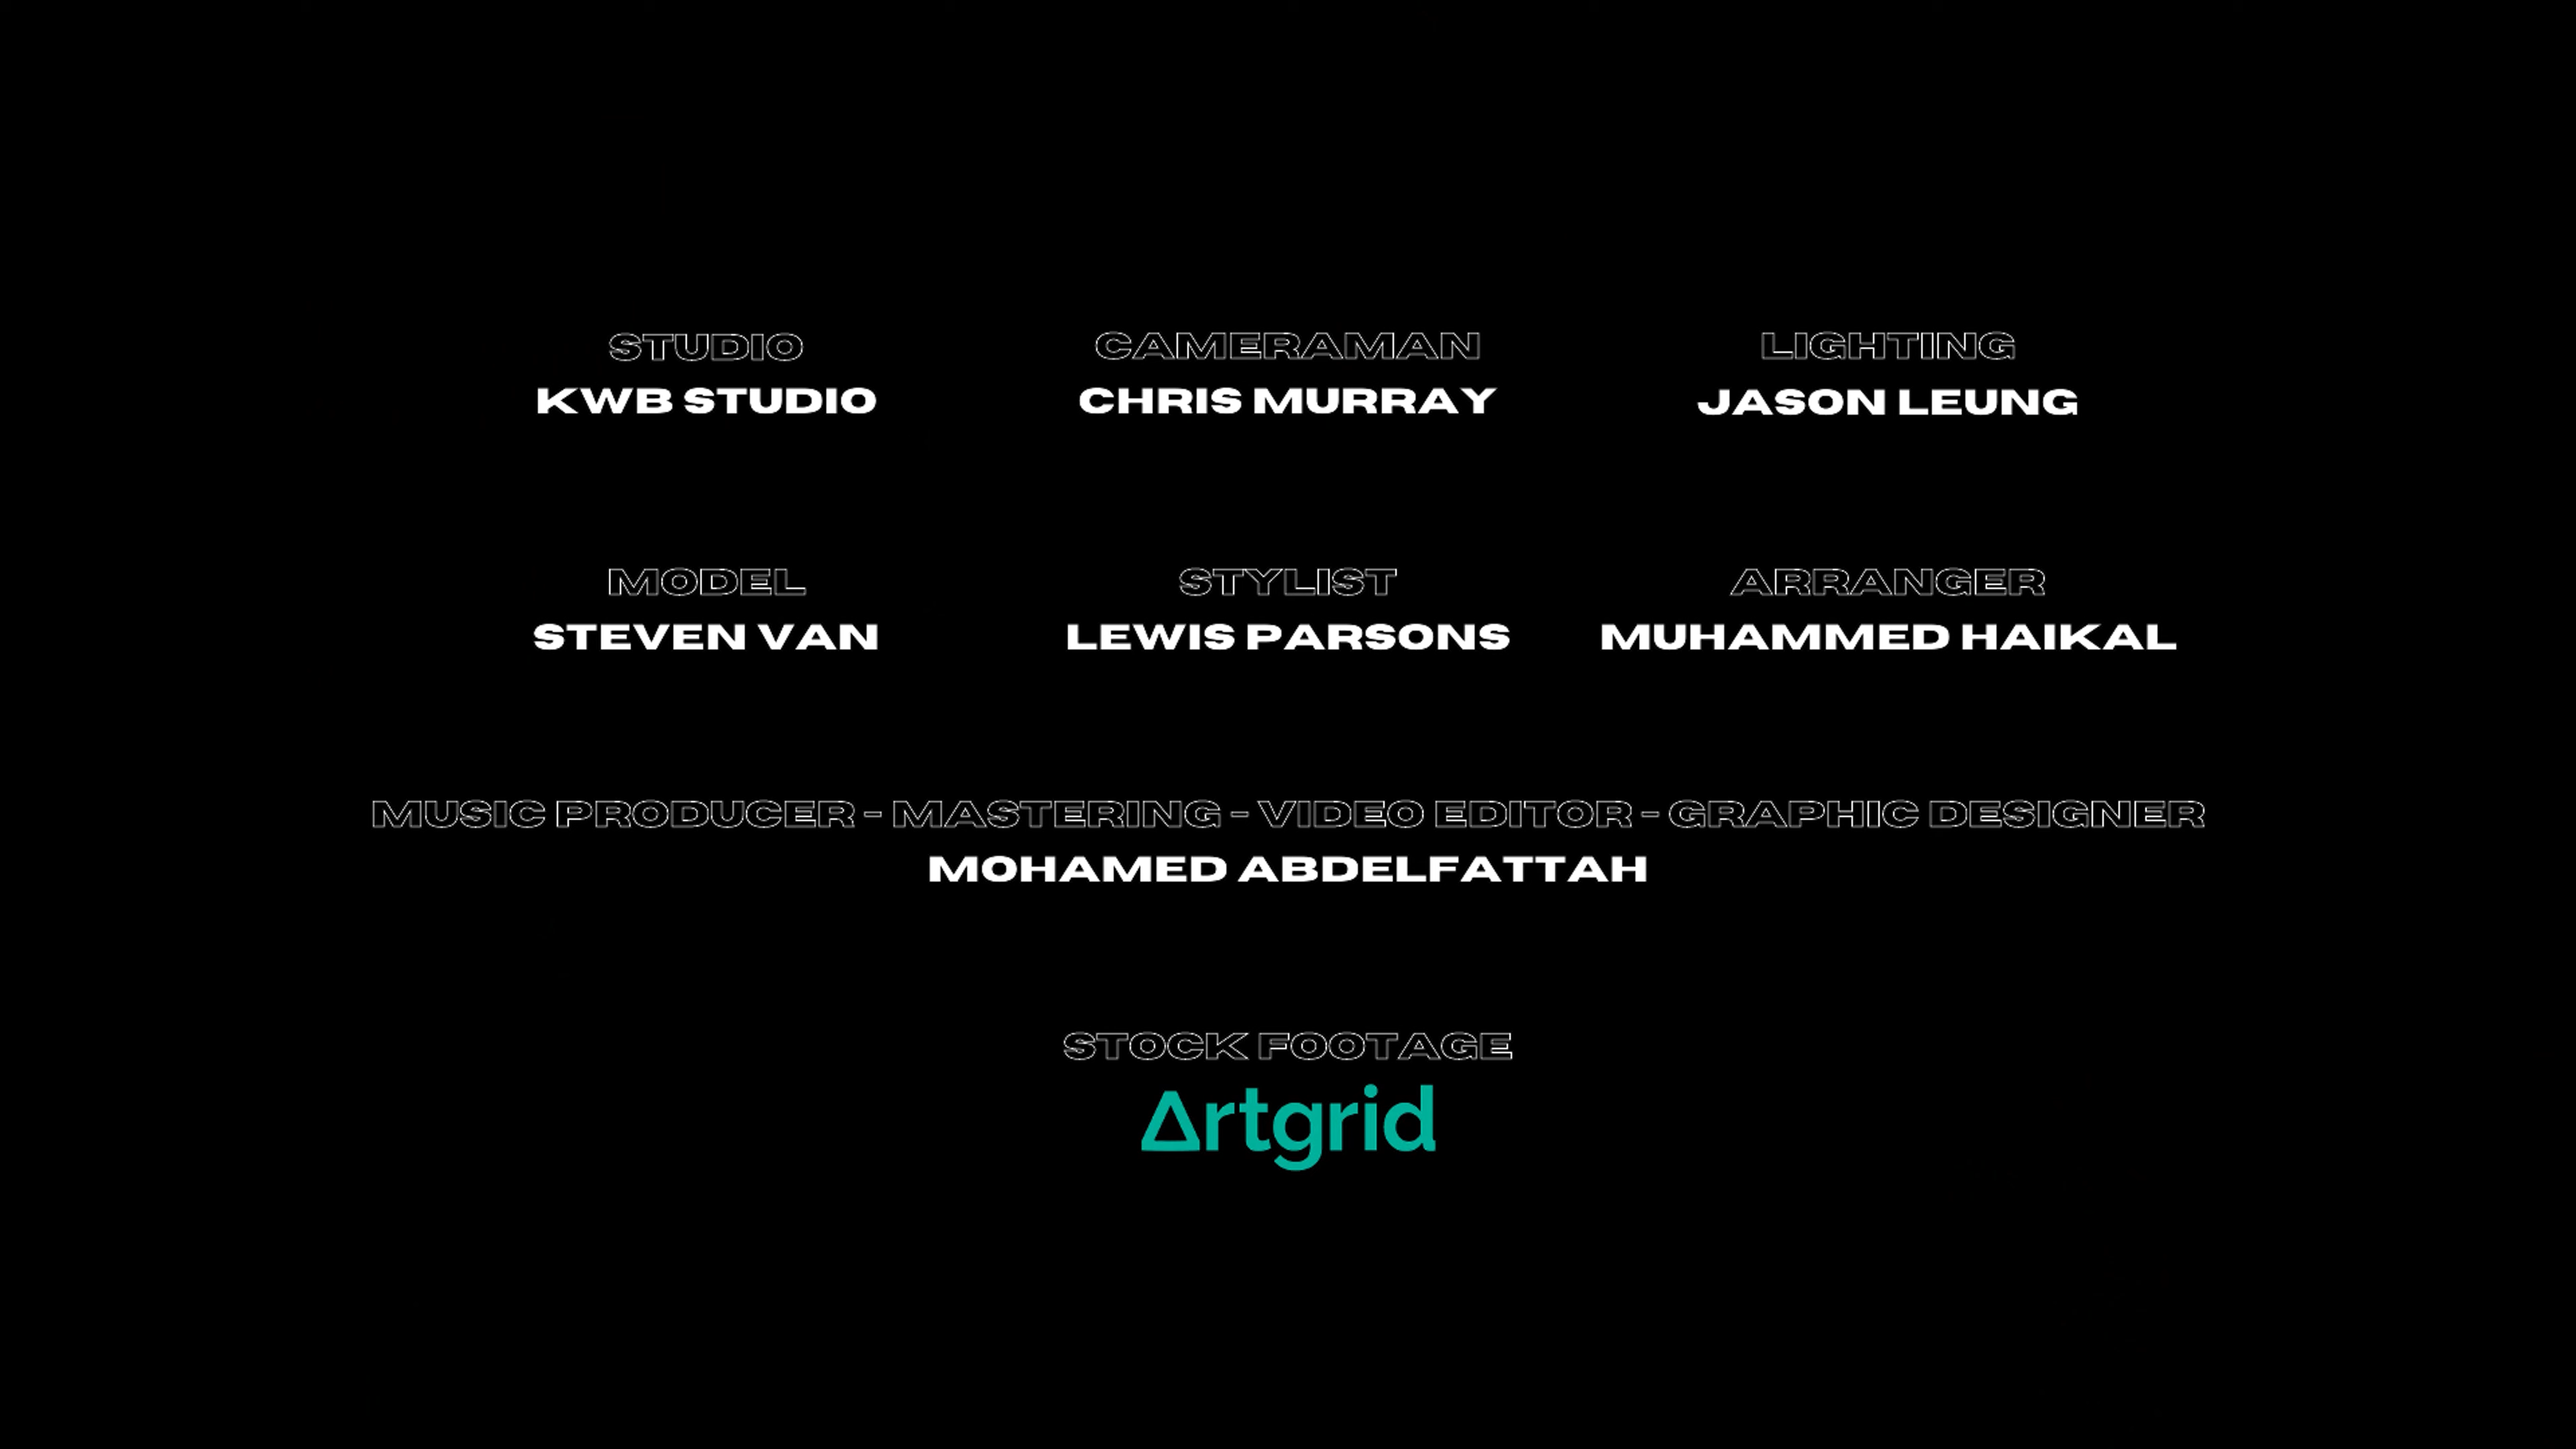 STUDIO
KWB STUDIO
CAMERAMAN
CHRIS MURRAY
LIGHTING
JASON LEUNG
MODEL
STEVEN VAN
STYLIST
LEWIS PARSONS
ARRANGER
MUHAMMED HAIKAL
MUSIC PRODUCER - MASTERING - VIDEO EDITOR - GRAPHIC DESIGNER
MOHAMED ABDELFATTAH
STOCK FOOTAGE
Artgrid